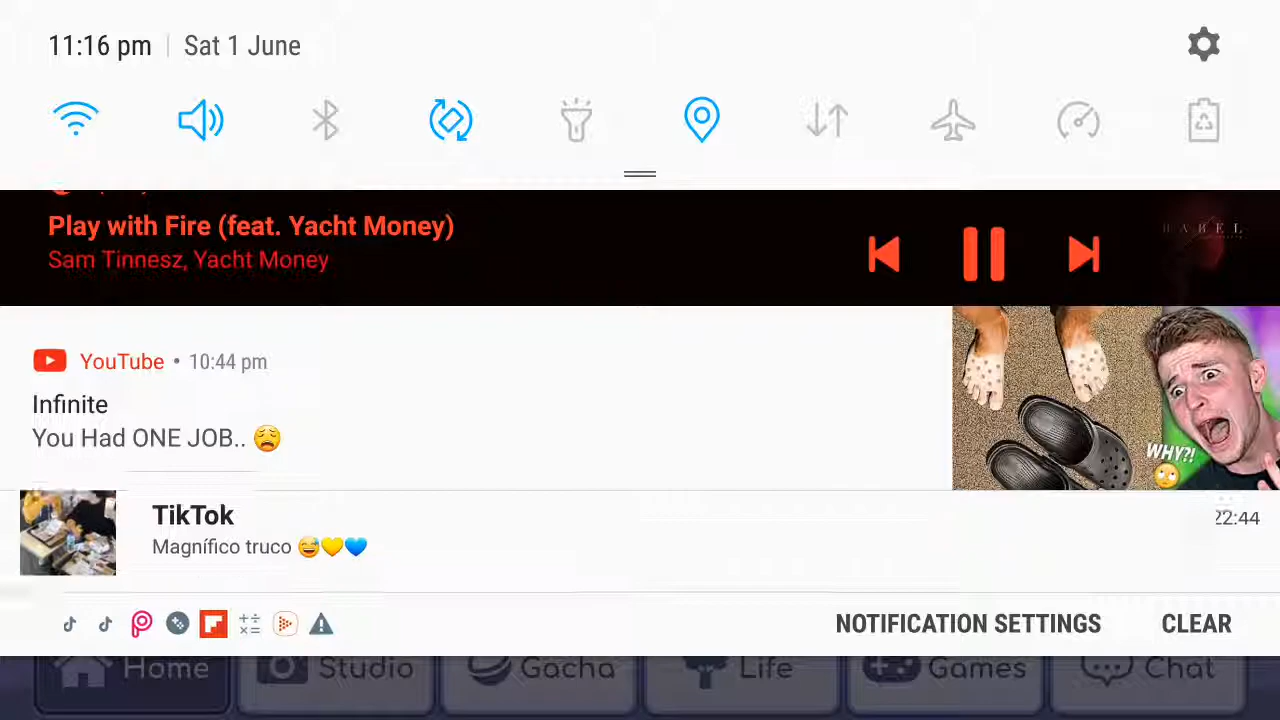 11:16 pm | Sat 1 June
Play with Fire (feat. Yacht Money)
Sam Tinnesz, Yacht Money
BABEL
YouTube • 10:44 pm
Infinite
You Had ONE JOB.. 😩
WHY?!
TikTok
22:44
Magnífico truco 😅💛💙
NOTIFICATION SETTINGS
CLEAR
Home
Studio
Gacha
Life
Games
Chat